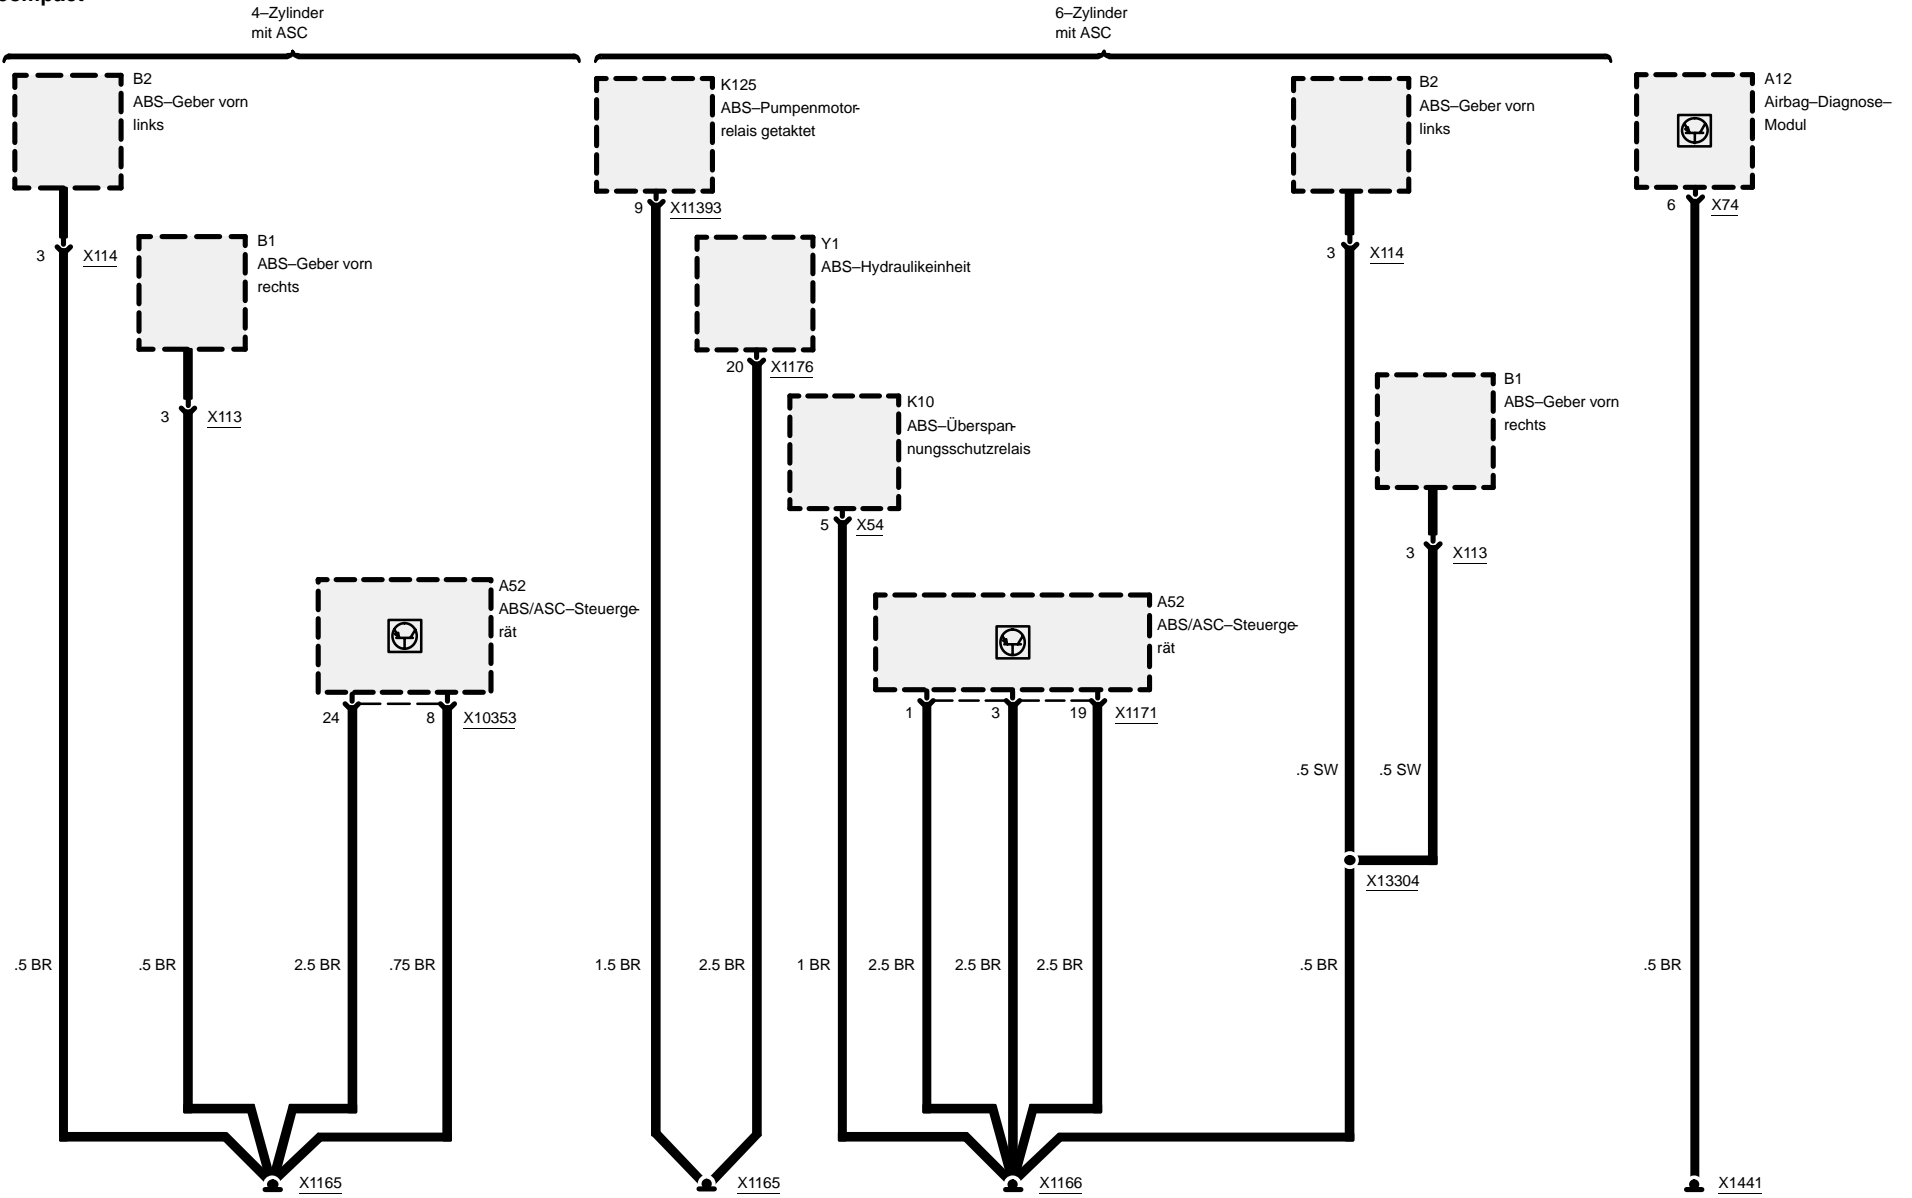 4–Zylinder
mit ASC
6–Zylinder
mit ASC
B2
ABS–Geber vorn
links
K125
ABS–Pumpenmotor-
relais getaktet
B2
ABS–Geber vorn
links
A12
Airbag–Diagnose–
Modul
9 X11393
6 X74
3 X114
B1
ABS–Geber vorn
rechts
Y1
ABS–Hydraulikeinheit
3 X114
20 X1176
B1
ABS–Geber vorn
rechts
3 X113
K10
ABS–Überspan-
nungsschutzrelais
5 X54
3 X113
A52
ABS/ASC–Steuerge-
rät
A52
ABS/ASC–Steuerge-
rät
24 8 X10353
1 3 19 X1171
.5 SW .5 SW
X13304
.5 BR .5 BR 2.5 BR .75 BR 1.5 BR 2.5 BR 1 BR 2.5 BR 2.5 BR 2.5 BR .5 BR .5 BR
X1165 X1165 X1166 X1441